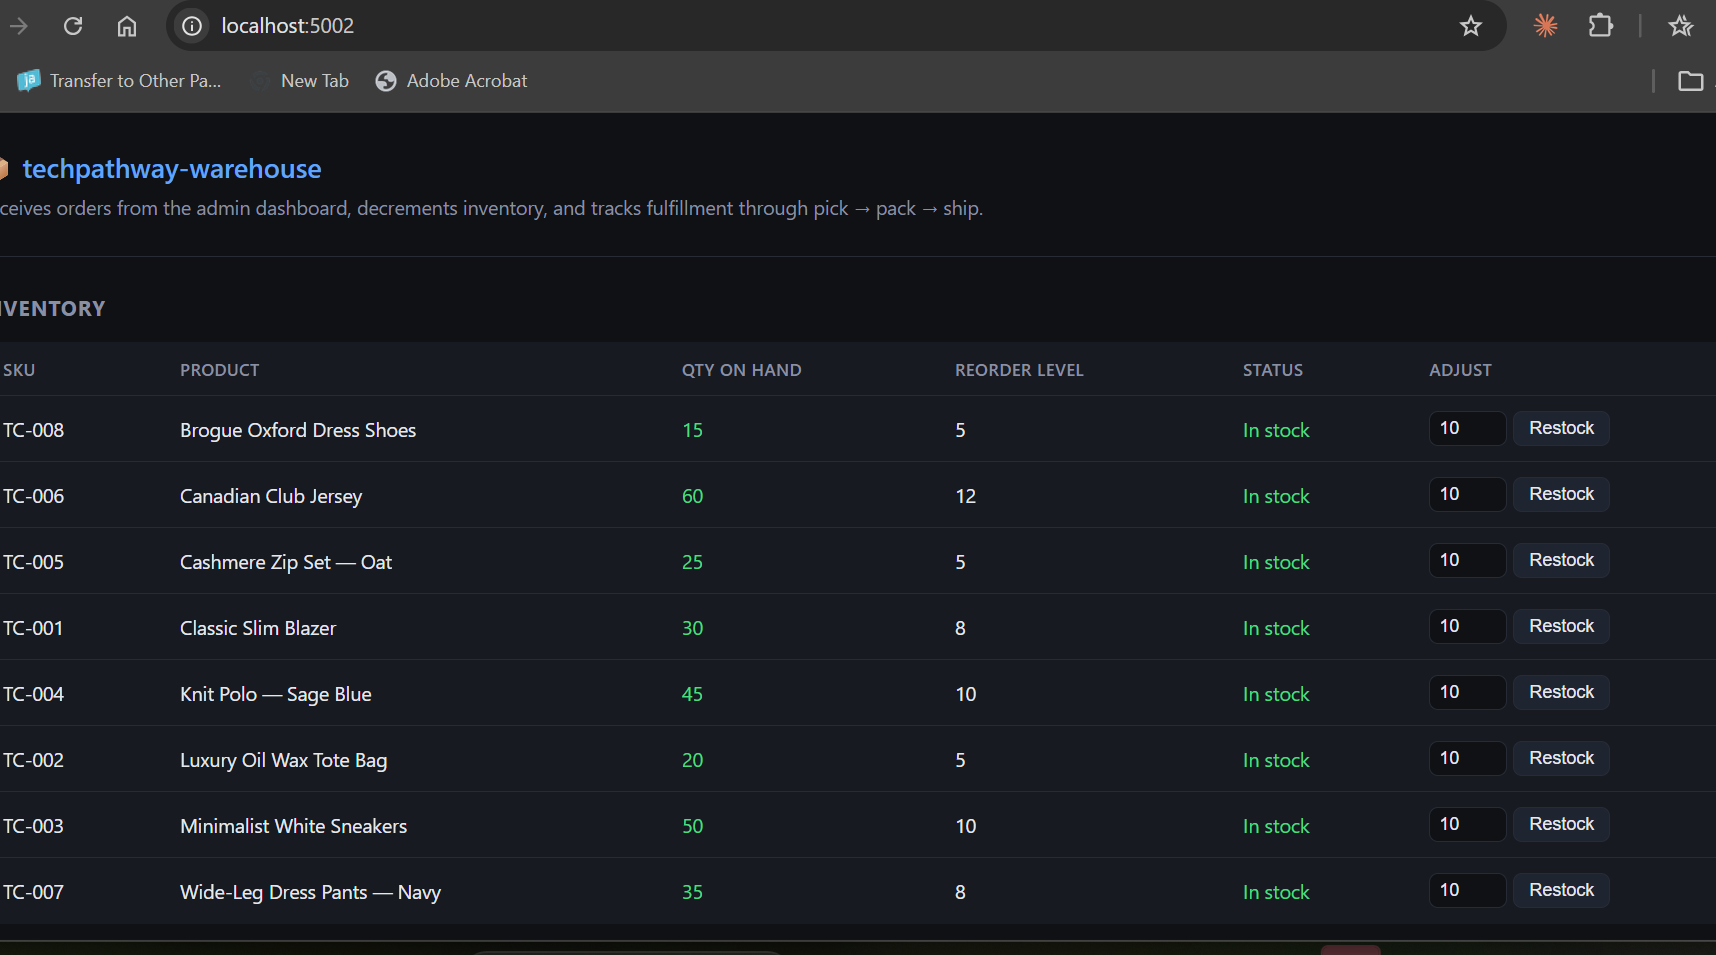 localhost:5002
Transfer to Other Pa...
New Tab
Adobe Acrobat
techpathway-warehouse
ceives orders from the admin dashboard, decrements inventory, and tracks fulfillment through pick → pack → ship.
VENTORY
SKU PRODUCT QTY ON HAND REORDER LEVEL STATUS ADJUST
TC-008 Brogue Oxford Dress Shoes 15 5 In stock 10 Restock
TC-006 Canadian Club Jersey 60 12 In stock 10 Restock
TC-005 Cashmere Zip Set — Oat 25 5 In stock 10 Restock
TC-001 Classic Slim Blazer 30 8 In stock 10 Restock
TC-004 Knit Polo — Sage Blue 45 10 In stock 10 Restock
TC-002 Luxury Oil Wax Tote Bag 20 5 In stock 10 Restock
TC-003 Minimalist White Sneakers 50 10 In stock 10 Restock
TC-007 Wide-Leg Dress Pants — Navy 35 8 In stock 10 Restock